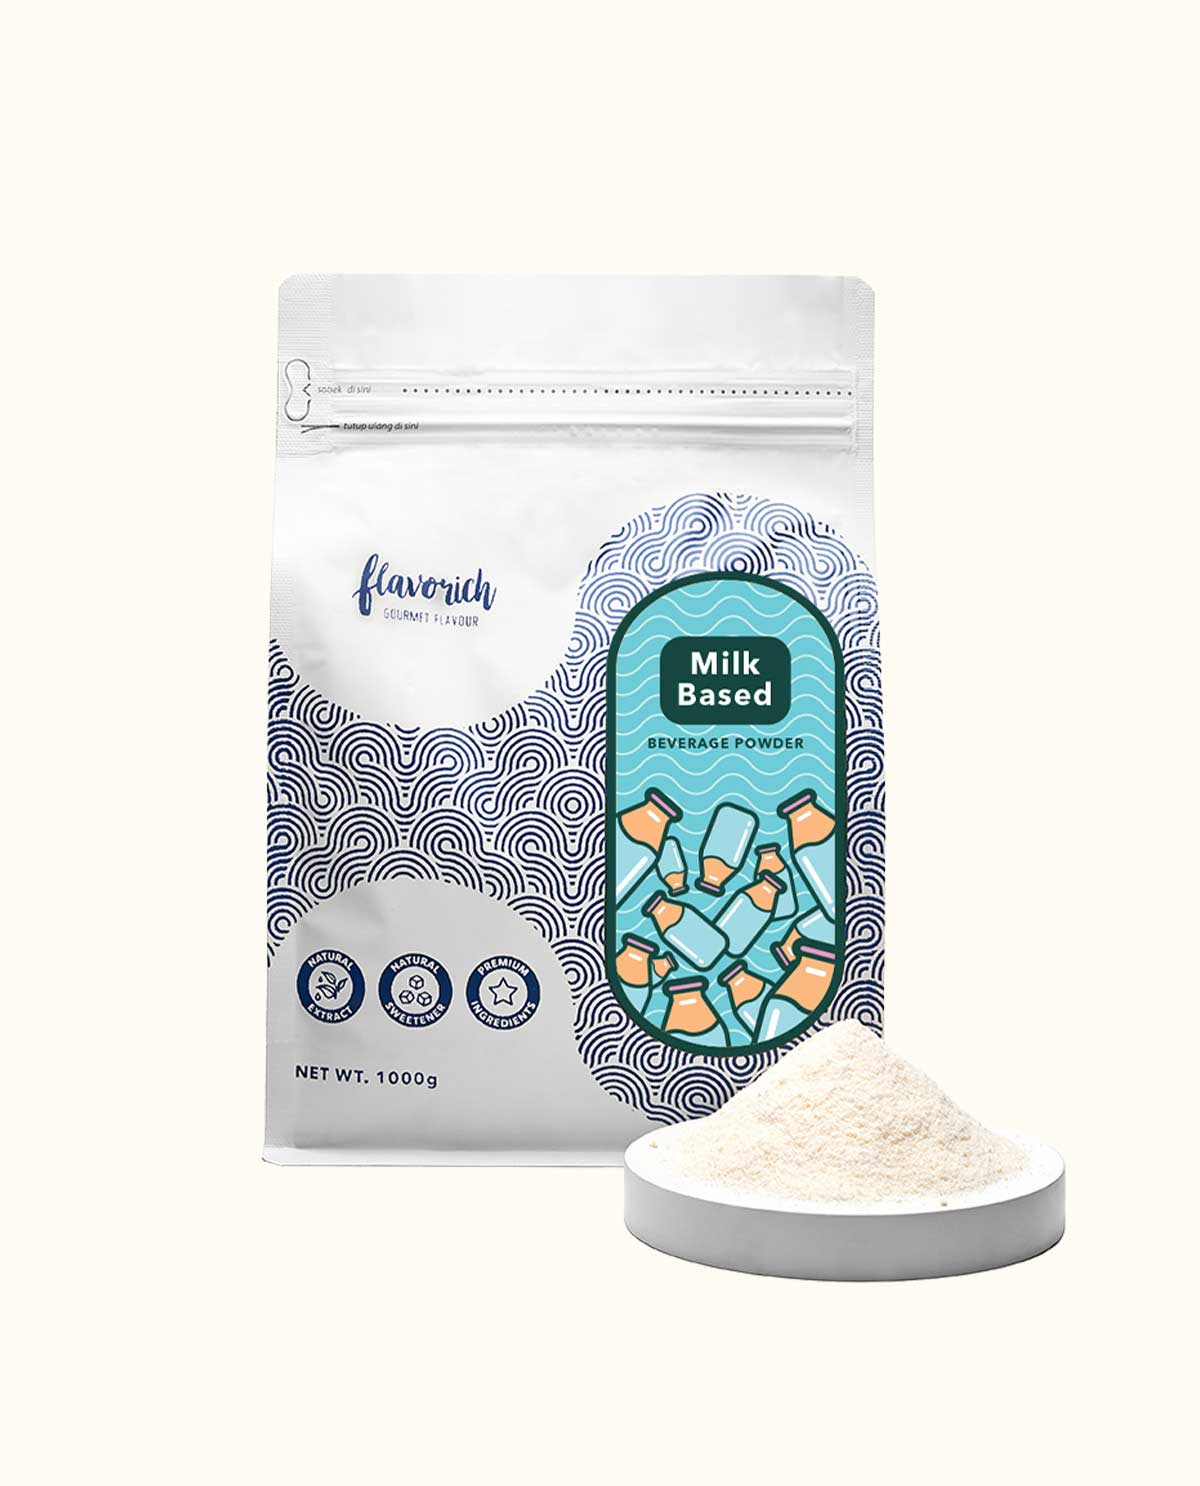 sobek di sini
tutup ulang di sini
flavorich
GOURMET FLAVOUR
Milk
Based
BEVERAGE POWDER
NATURAL
EXTRACT
NATURAL
SWEETENER
PREMIUM
INGREDIENTS
NET WT. 1000g